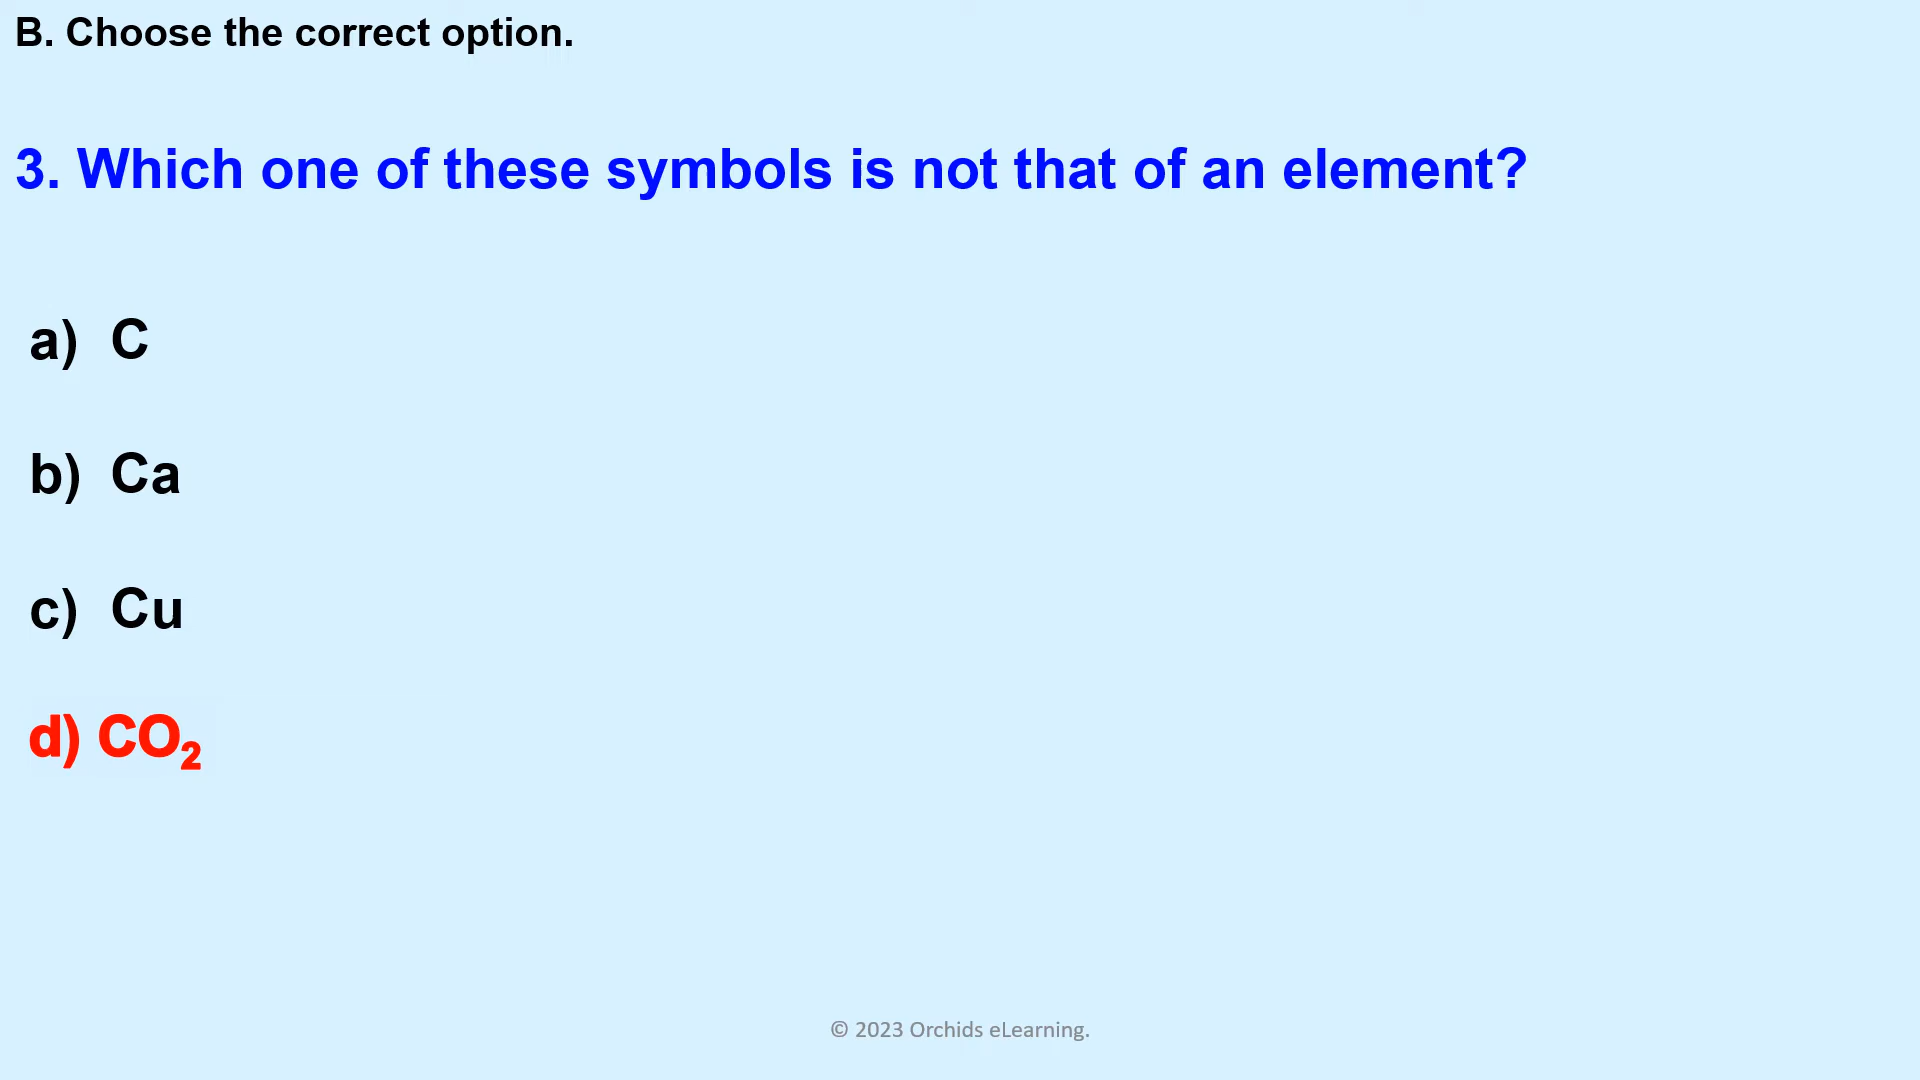 B. Choose the correct option.
3. Which one of these symbols is not that of an element?
a) C
b) Ca
c) Cu
d) CO₂
© 2023 Orchids eLearning.